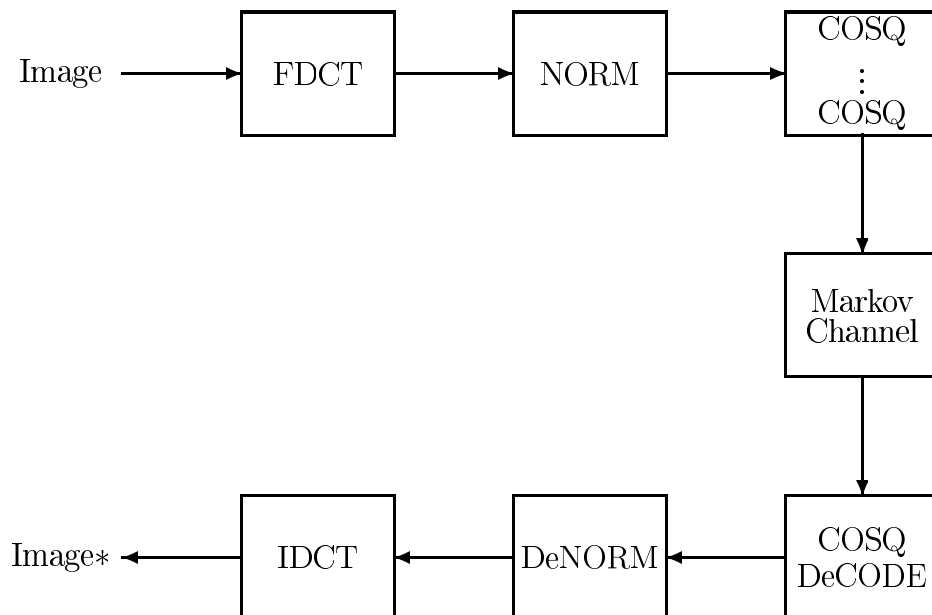 Image
FDCT
NORM
COSQ
⋮
COSQ
Markov
Channel
COSQ
DeCODE
DeNORM
IDCT
Image*